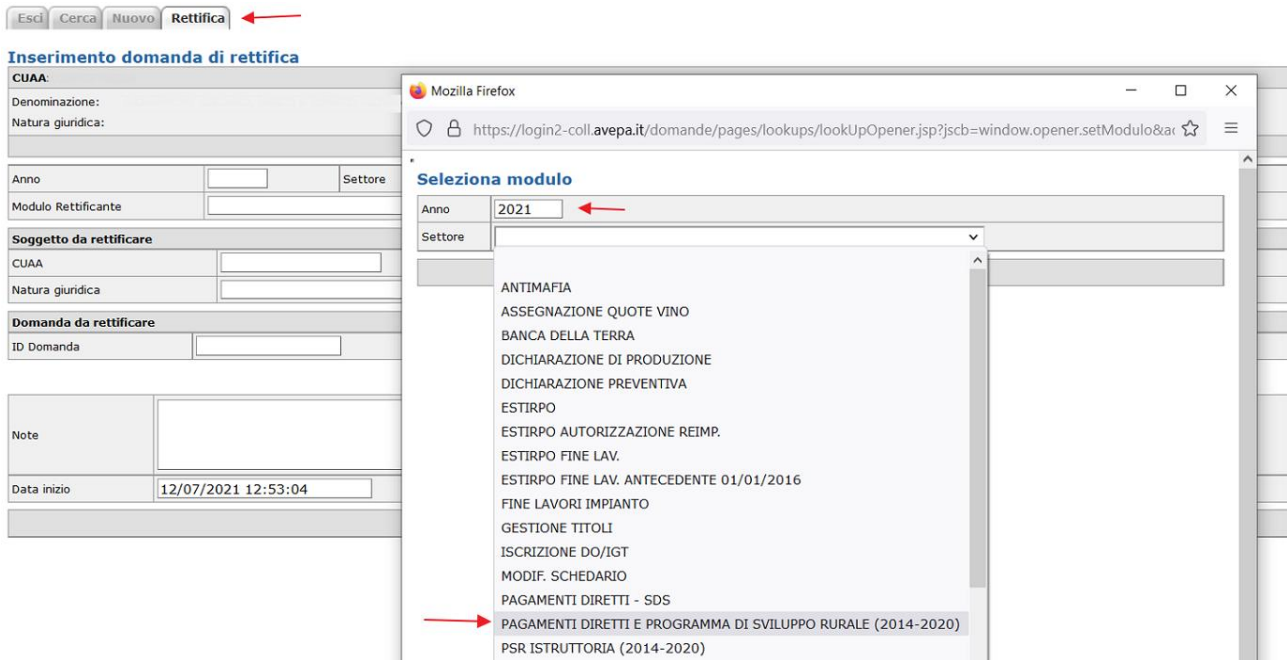 Esci Cerca Nuovo Rettifica
Inserimento domanda di rettifica
CUAA:
Denominazione:
Natura giuridica:
Anno Settore
Modulo Rettificante
Soggetto da rettificare
CUAA
Natura giuridica
Domanda da rettificare
ID Domanda
Note
Data inizio 12/07/2021 12:53:04
Mozilla Firefox
https://login2-coll.avepa.it/domande/pages/lookups/lookUpOpener.jsp?jscb=window.opener.setModulo&ac
Seleziona modulo
Anno 2021
Settore
ANTIMAFIA
ASSEGNAZIONE QUOTE VINO
BANCA DELLA TERRA
DICHIARAZIONE DI PRODUZIONE
DICHIARAZIONE PREVENTIVA
ESTIRPO
ESTIRPO AUTORIZZAZIONE REIMP.
ESTIRPO FINE LAV.
ESTIRPO FINE LAV. ANTECEDENTE 01/01/2016
FINE LAVORI IMPIANTO
GESTIONE TITOLI
ISCRIZIONE DO/IGT
MODIF. SCHEDARIO
PAGAMENTI DIRETTI - SDS
PAGAMENTI DIRETTI E PROGRAMMA DI SVILUPPO RURALE (2014-2020)
PSR ISTRUTTORIA (2014-2020)